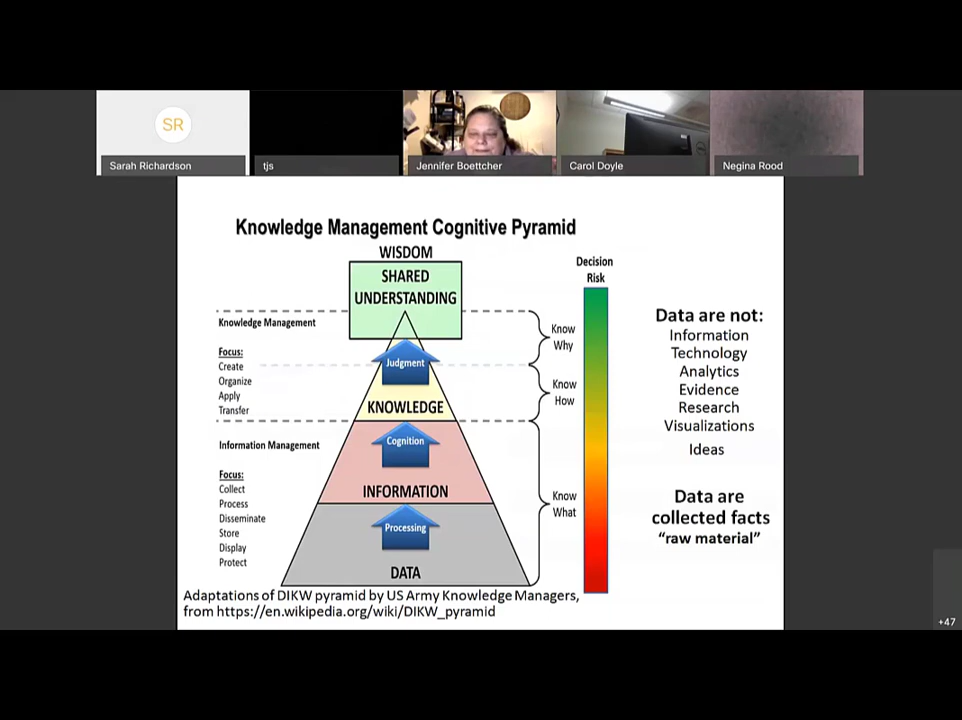 SR
Sarah Richardson
tjs
Jennifer Boettcher
Carol Doyle
Negina Rood
Knowledge Management Cognitive Pyramid
WISDOM
SHARED
UNDERSTANDING
Knowledge Management
Focus:
Create
Organize
Apply
Transfer
Judgment
KNOWLEDGE
Information Management
Focus:
Collect
Process
Disseminate
Store
Display
Protect
Cognition
INFORMATION
Processing
DATA
Know
Why
Know
How
Know
What
Decision
Risk
Data are not:
Information
Technology
Analytics
Evidence
Research
Visualizations
Ideas
Data are
collected facts
“raw material”
Adaptations of DIKW pyramid by US Army Knowledge Managers,
from https://en.wikipedia.org/wiki/DIKW_pyramid
+47